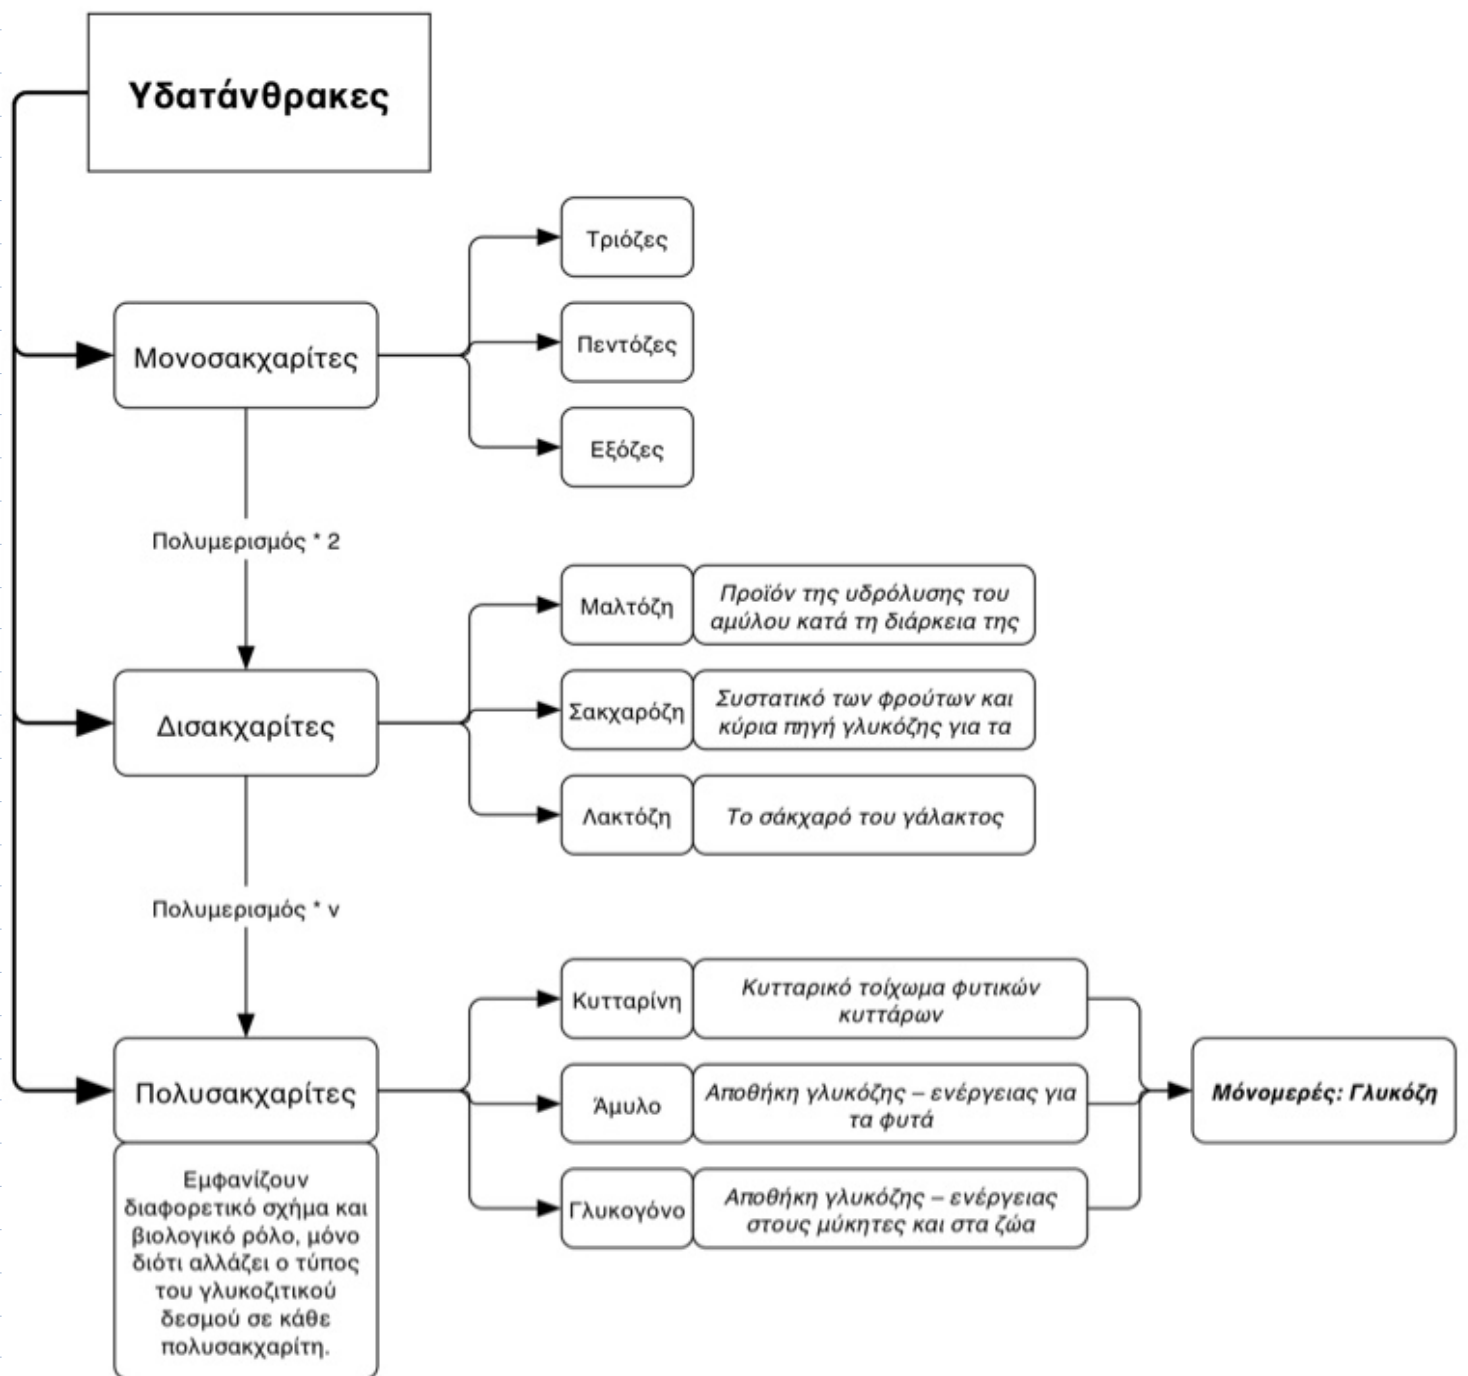 Υδατάνθρακες
Μονοσακχαρίτες
Τριόζες
Πεντόζες
Εξόζες
Πολυμερισμός * 2
Δισακχαρίτες
Μαλτόζη
Προϊόν της υδρόλυσης του
αμύλου κατά τη διάρκεια της
Σακχαρόζη
Συστατικό των φρούτων και
κύρια πηγή γλυκόζης για τα
Λακτόζη
Το σάκχαρό του γάλακτος
Πολυμερισμός * ν
Πολυσακχαρίτες
Εμφανίζουν
διαφορετικό σχήμα και
βιολογικό ρόλο, μόνο
διότι αλλάζει ο τύπος
του γλυκοζιτικού
δεσμού σε κάθε
πολυσακχαρίτη.
Κυτταρίνη
Κυτταρικό τοίχωμα φυτικών
κυττάρων
Άμυλο
Αποθήκη γλυκόζης – ενέργειας για
τα φυτά
Γλυκογόνο
Αποθήκη γλυκόζης – ενέργειας
στους μύκητες και στα ζώα
Μόνομερές: Γλυκόζη